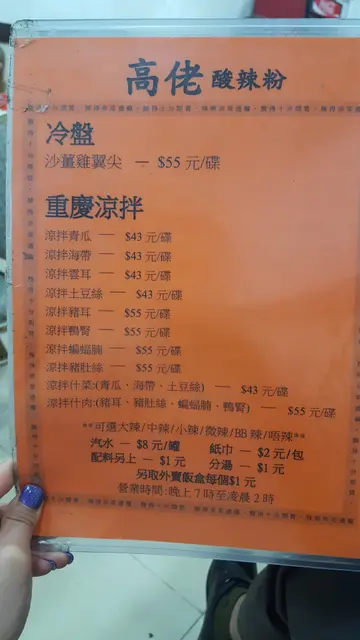 高佬酸辣粉
冷盤
沙薑雞翼尖 — $55 元/碟
重慶涼拌
涼拌青瓜 — $43 元/碟
涼拌海帶 — $43 元/碟
涼拌雲耳 — $43 元/碟
涼拌土豆絲 — $43 元/碟
涼拌豬耳 — $55 元/碟
涼拌鴨腎 — $55 元/碟
涼拌蝙蝠腩 — $55 元/碟
涼拌豬肚絲 — $55 元/碟
涼拌什菜:(青瓜、海帶、土豆絲) — $43 元/碟
涼拌什肉:(豬耳、豬肚絲、蝙蝠腩、鴨腎) — $55 元/碟
**可選大辣/中辣/小辣/微辣/BB辣/唔辣**
汽水 — $8 元/罐 紙巾 — $2 元/包
配料另上 — $1 元 分湯 — $1 元
另取外賣飯盒每個$1 元
營業時間:晚上 7 時至凌晨 2 時